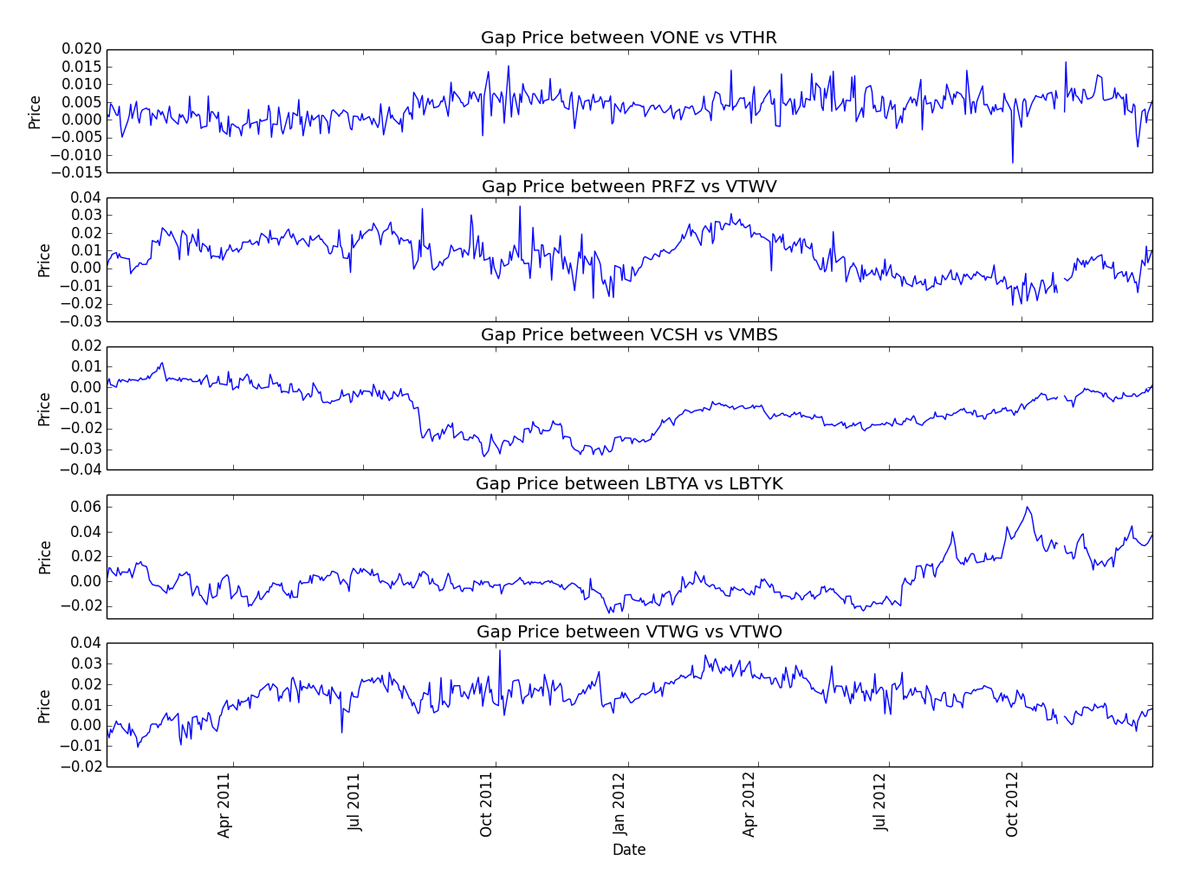 Gap Price between VONE vs VTHR
0.020
0.015
0.010
0.005
0.000
−0.005
−0.010
−0.015
Price
Gap Price between PRFZ vs VTWV
0.04
0.03
0.02
0.01
0.00
−0.01
−0.02
−0.03
Price
Gap Price between VCSH vs VMBS
0.02
0.01
0.00
−0.01
−0.02
−0.03
−0.04
Price
Gap Price between LBTYA vs LBTYK
0.06
0.04
0.02
0.00
−0.02
Price
Gap Price between VTWG vs VTWO
0.04
0.03
0.02
0.01
0.00
−0.01
−0.02
Price
Apr 2011
Jul 2011
Oct 2011
Jan 2012
Apr 2012
Jul 2012
Oct 2012
Date